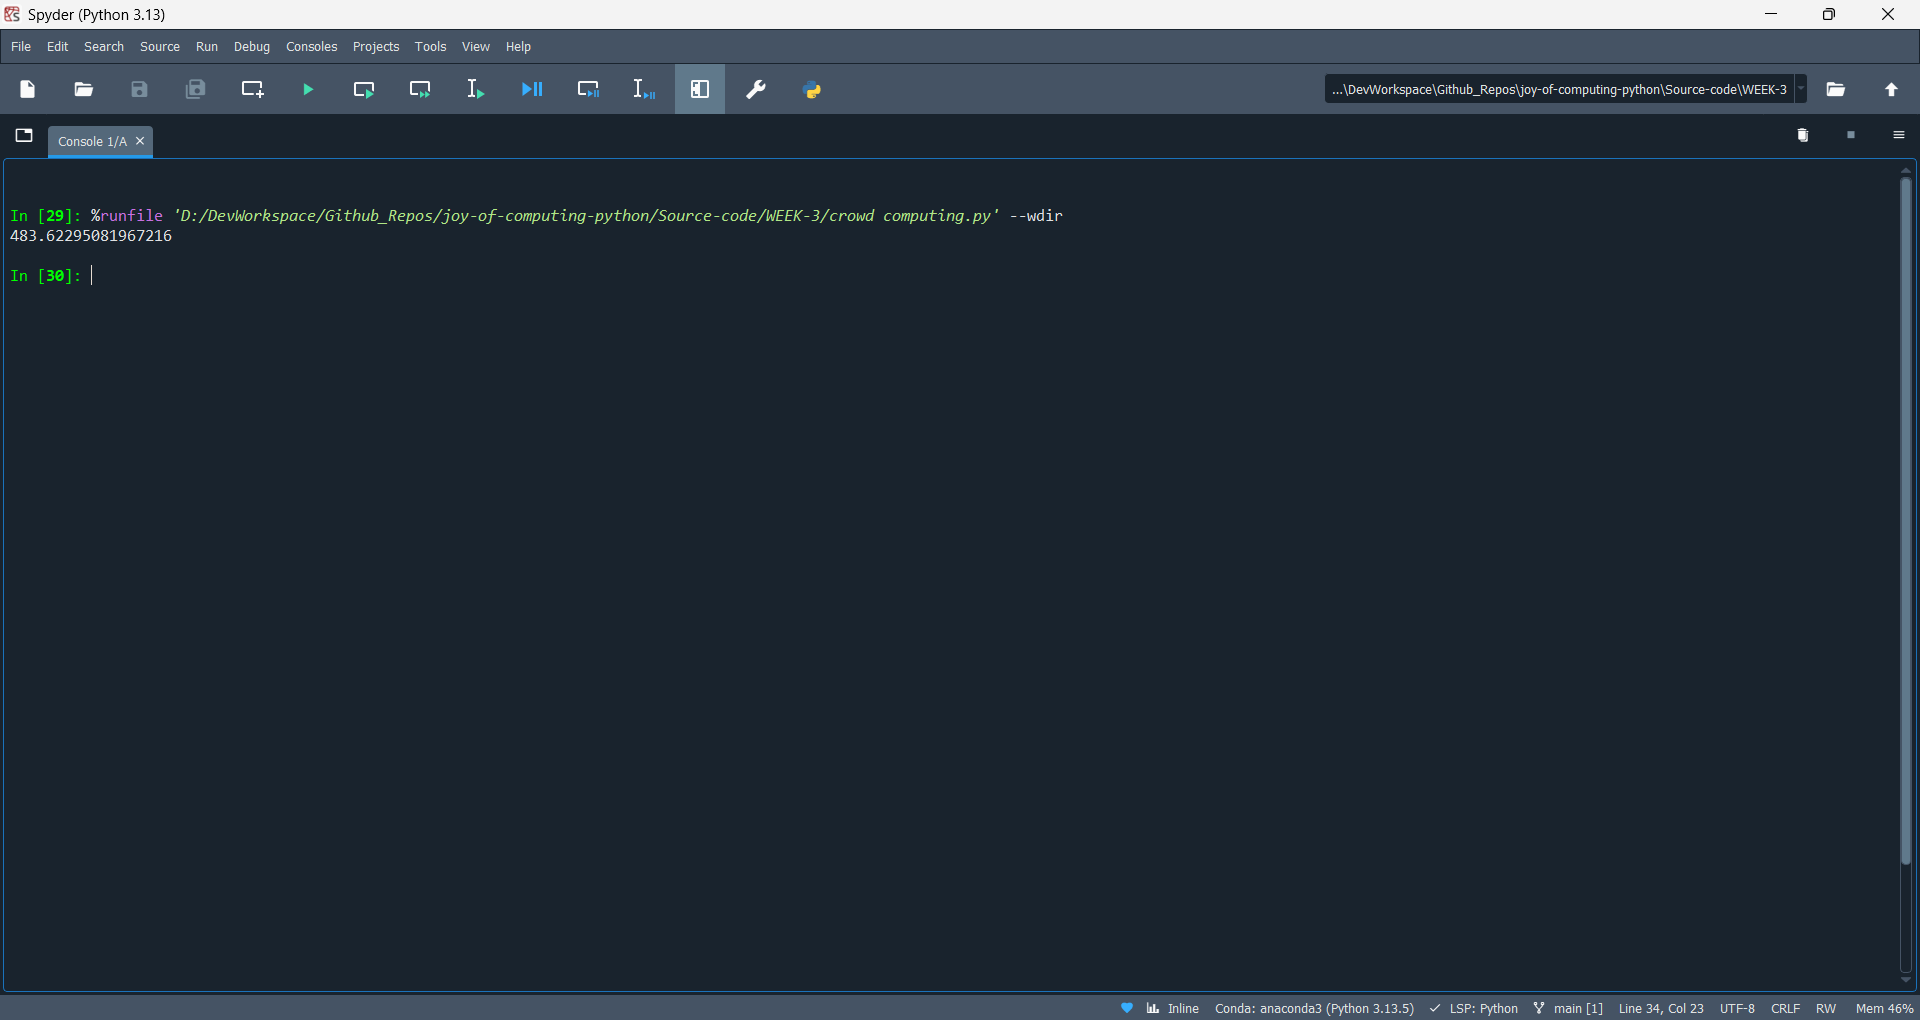 Spyder (Python 3.13)
File Edit Search Source Run Debug Consoles Projects Tools View Help
...\DevWorkspace\Github_Repos\joy-of-computing-python\Source-code\WEEK-3
Console 1/A
In [29]: %runfile 'D:/DevWorkspace/Github_Repos/joy-of-computing-python/Source-code/WEEK-3/crowd computing.py' --wdir
483.62295081967216
In [30]:
Inline Conda: anaconda3 (Python 3.13.5) LSP: Python main [1] Line 34, Col 23 UTF-8 CRLF RW Mem 46%